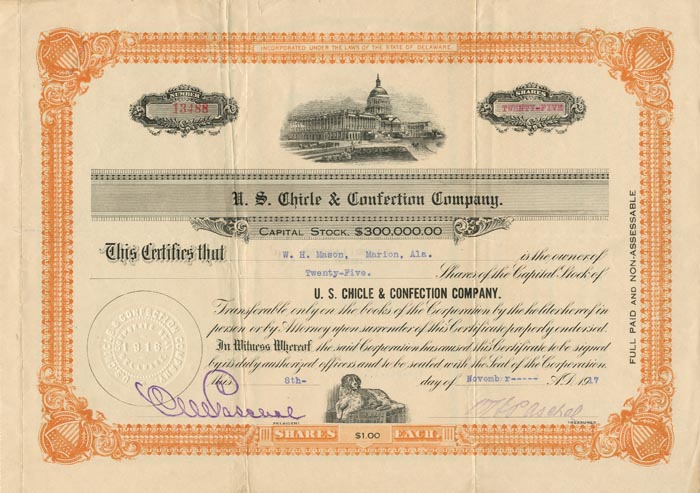 INCORPORATED UNDER THE LAWS OF THE STATE OF DELAWARE
NUMBER
13488
SHARES
TWENTY-FIVE
U. S. Chicle & Confection Company.
CAPITAL STOCK, $300,000.00
This Certifies that W. H. Mason, Marion, Ala. is the owner of
Twenty-Five. Shares of the Capital Stock of
U. S. CHICLE & CONFECTION COMPANY.
Transferable only on the books of the Corporation by the holder hereof in
person or by Attorney upon surrender of this Certificate properly endorsed.
In Witness Whereof the said Corporation has caused this Certificate to be signed
by its duly authorized officers and to be sealed with the Seal of the Corporation
this 8th- day of November----- A.D. 1917
PRESIDENT
TREASURER
SHARES $1.00 EACH
FULL PAID AND NON-ASSESSABLE
1916